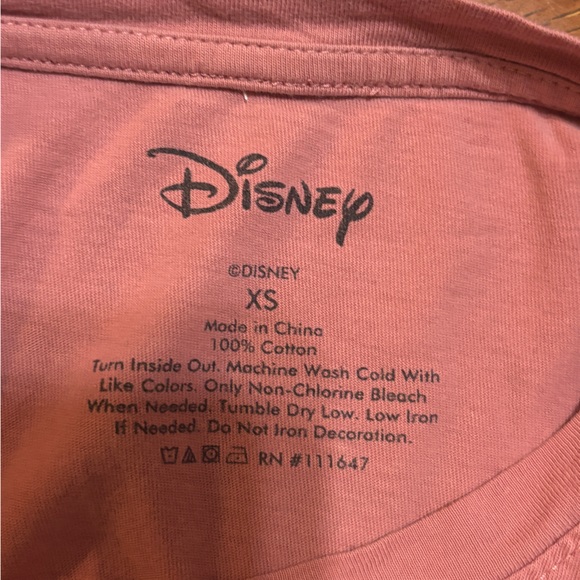 Disney
©DISNEY
XS
Made in China
100% Cotton
Turn Inside Out. Machine Wash Cold With
Like Colors. Only Non-Chlorine Bleach
When Needed. Tumble Dry Low. Low Iron
If Needed. Do Not Iron Decoration.
RN #111647